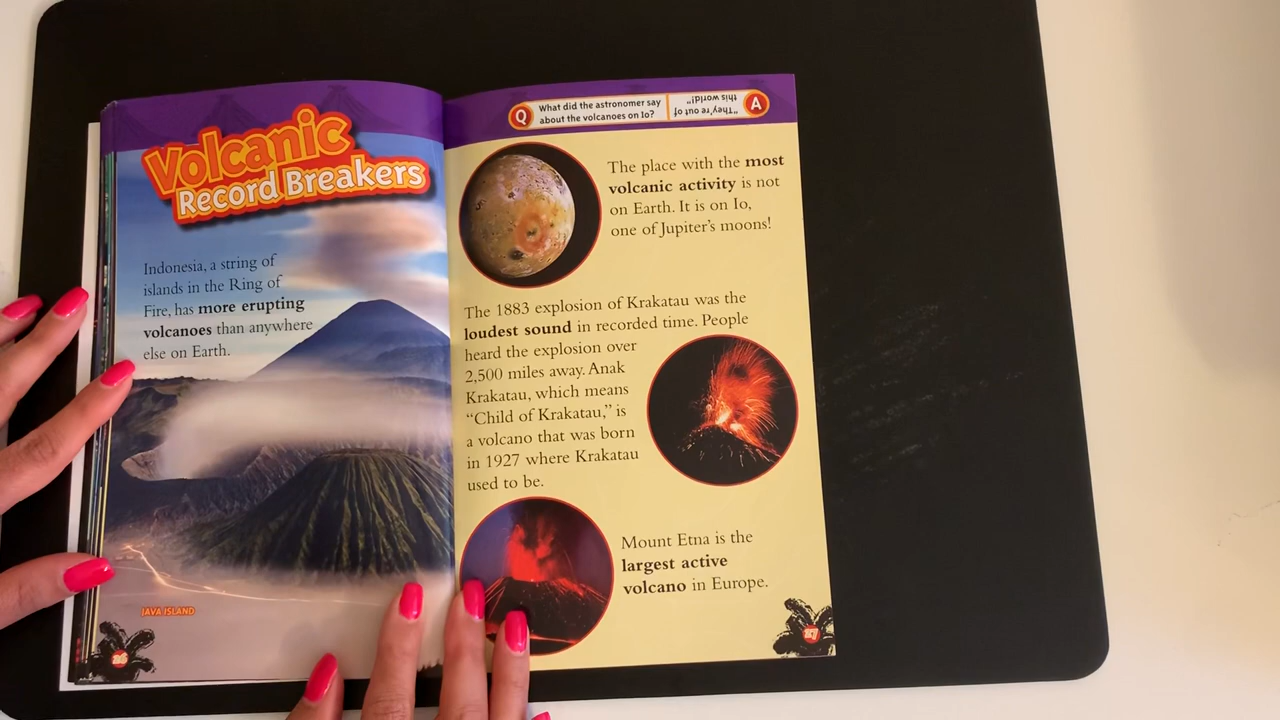 Volcanic
Record Breakers
Indonesia, a string of
islands in the Ring of
Fire, has more erupting
volcanoes than anywhere
else on Earth.
JAVA ISLAND
26
Q
What did the astronomer say
about the volcanoes on Io?
"They're out of
this world!"
A
The place with the most
volcanic activity is not
on Earth. It is on Io,
one of Jupiter's moons!
The 1883 explosion of Krakatau was the
loudest sound in recorded time. People
heard the explosion over
2,500 miles away. Anak
Krakatau, which means
“Child of Krakatau,” is
a volcano that was born
in 1927 where Krakatau
used to be.
Mount Etna is the
largest active
volcano in Europe.
27